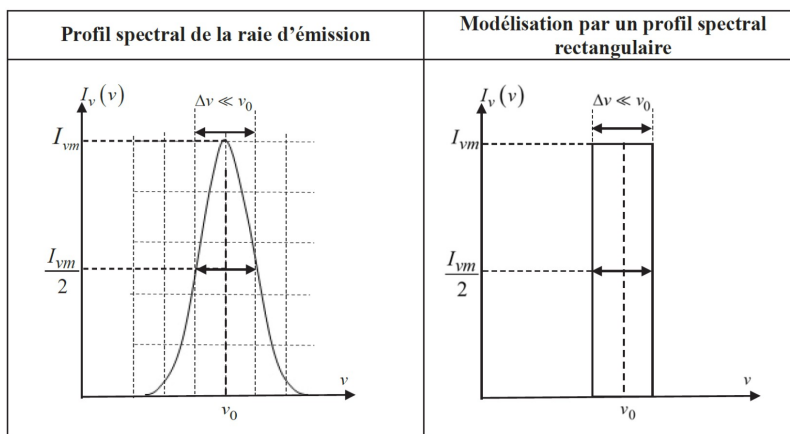 Profil spectral de la raie d’émission
Modélisation par un profil spectral
rectangulaire
I_ν(ν)
Δν ≪ ν₀
I_νm
I_νm
2
ν
ν₀
I_ν(ν)
Δν ≪ ν₀
I_νm
I_νm
2
ν
ν₀